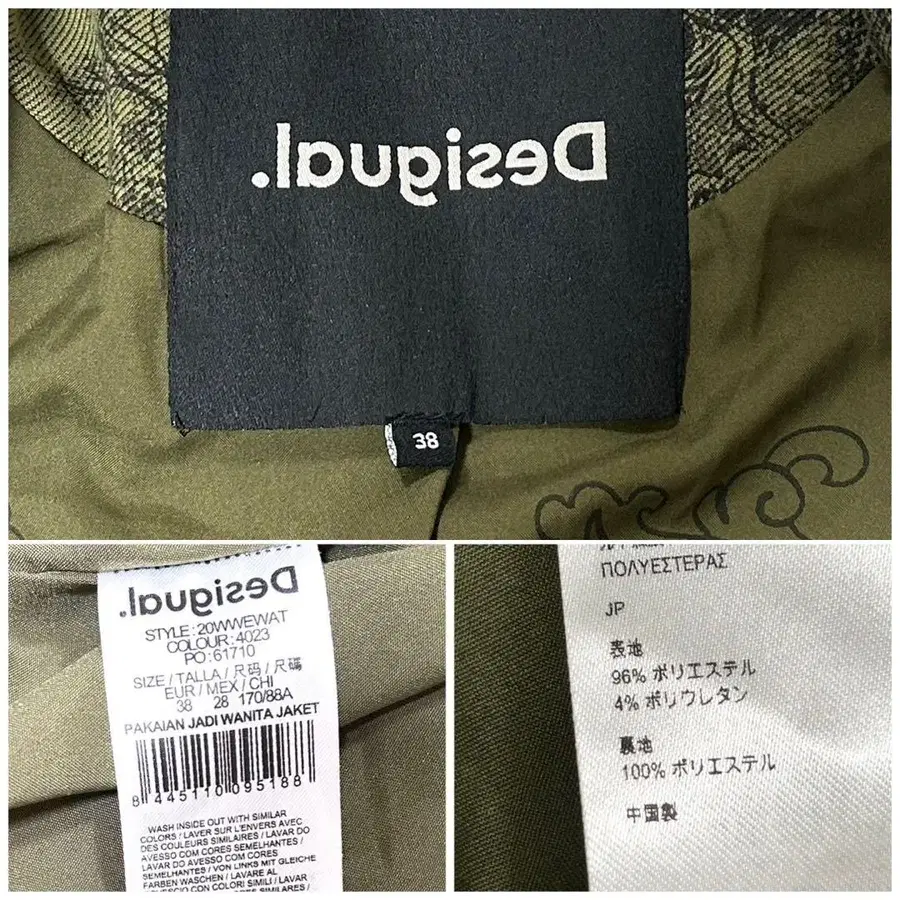 Desigual.
38
Desigual.
STYLE: 20WWEWAT
COLOUR: 4023
PO: 61710
SIZE / TALLA / 尺码 / 尺碼
EUR / MEX / CHI
38 28 170/88A
PAKAIAN JADI WANITA JAKET
8 445110 095188
WASH INSIDE OUT WITH SIMILAR
COLORS / LAVER SUR L'ENVERS AVEC
DES COULEURS SIMILAIRES / LAVAR DO
AVESSO COM CORES SEMELHANTES / LAVAR DO
AVESSO COM CORES
SEMELHANTES / VON LINKS MIT GLEICHE
FARBEN WASCHEN / LAVARE AL
ROVESCIO CON COLORI SIMILI / LAVAR
ΠΟΛΥΕΣΤΕΡΑΣ
JP
表地
96% ポリエステル
4% ポリウレタン
裏地
100% ポリエステル
中国製